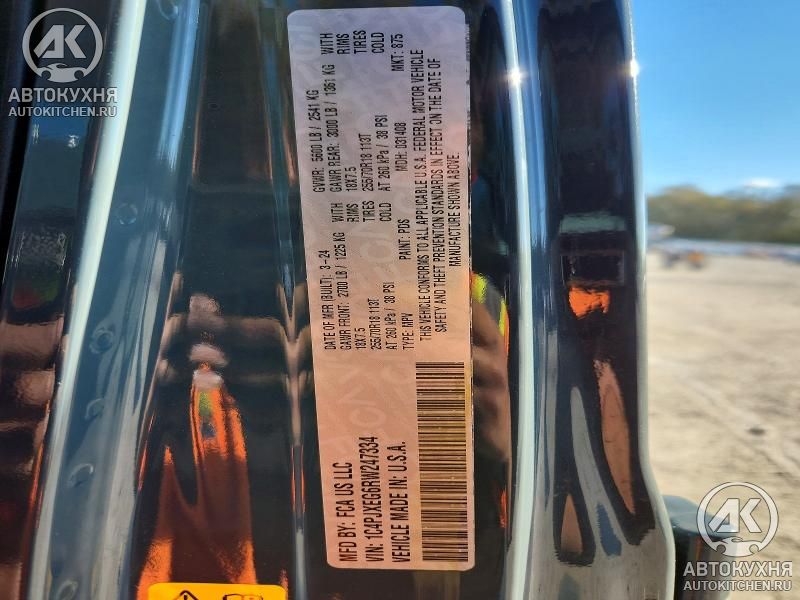 MFD BY: FCA US LLC
DATE OF MFR (BUILT): 3-24
GVWR: 5600 LB / 2541 KG
GAWR FRONT: 2700 LB / 1225 KG WITH
GAWR REAR: 3000 LB / 1361 KG WITH
18X7.5 RIMS
18X7.5 RIMS
255/70R18 113T TIRES
255/70R18 113T TIRES
AT 260 kPa / 38 PSI COLD
AT 260 kPa / 38 PSI COLD
VIN: 1C4PJXEG6RW247334
TYPE: MPV
PAINT: PDS
MDH: 031408
MKT: 875
VEHICLE MADE IN: U.S.A.
THIS VEHICLE CONFORMS TO ALL APPLICABLE U.S.A. FEDERAL MOTOR VEHICLE
SAFETY AND THEFT PREVENTION STANDARDS IN EFFECT ON THE DATE OF
MANUFACTURE SHOWN ABOVE.
АК
АВТОКУХНЯ
AUTOKITCHEN.RU
АК
АВТОКУХНЯ
AUTOKITCHEN.RU